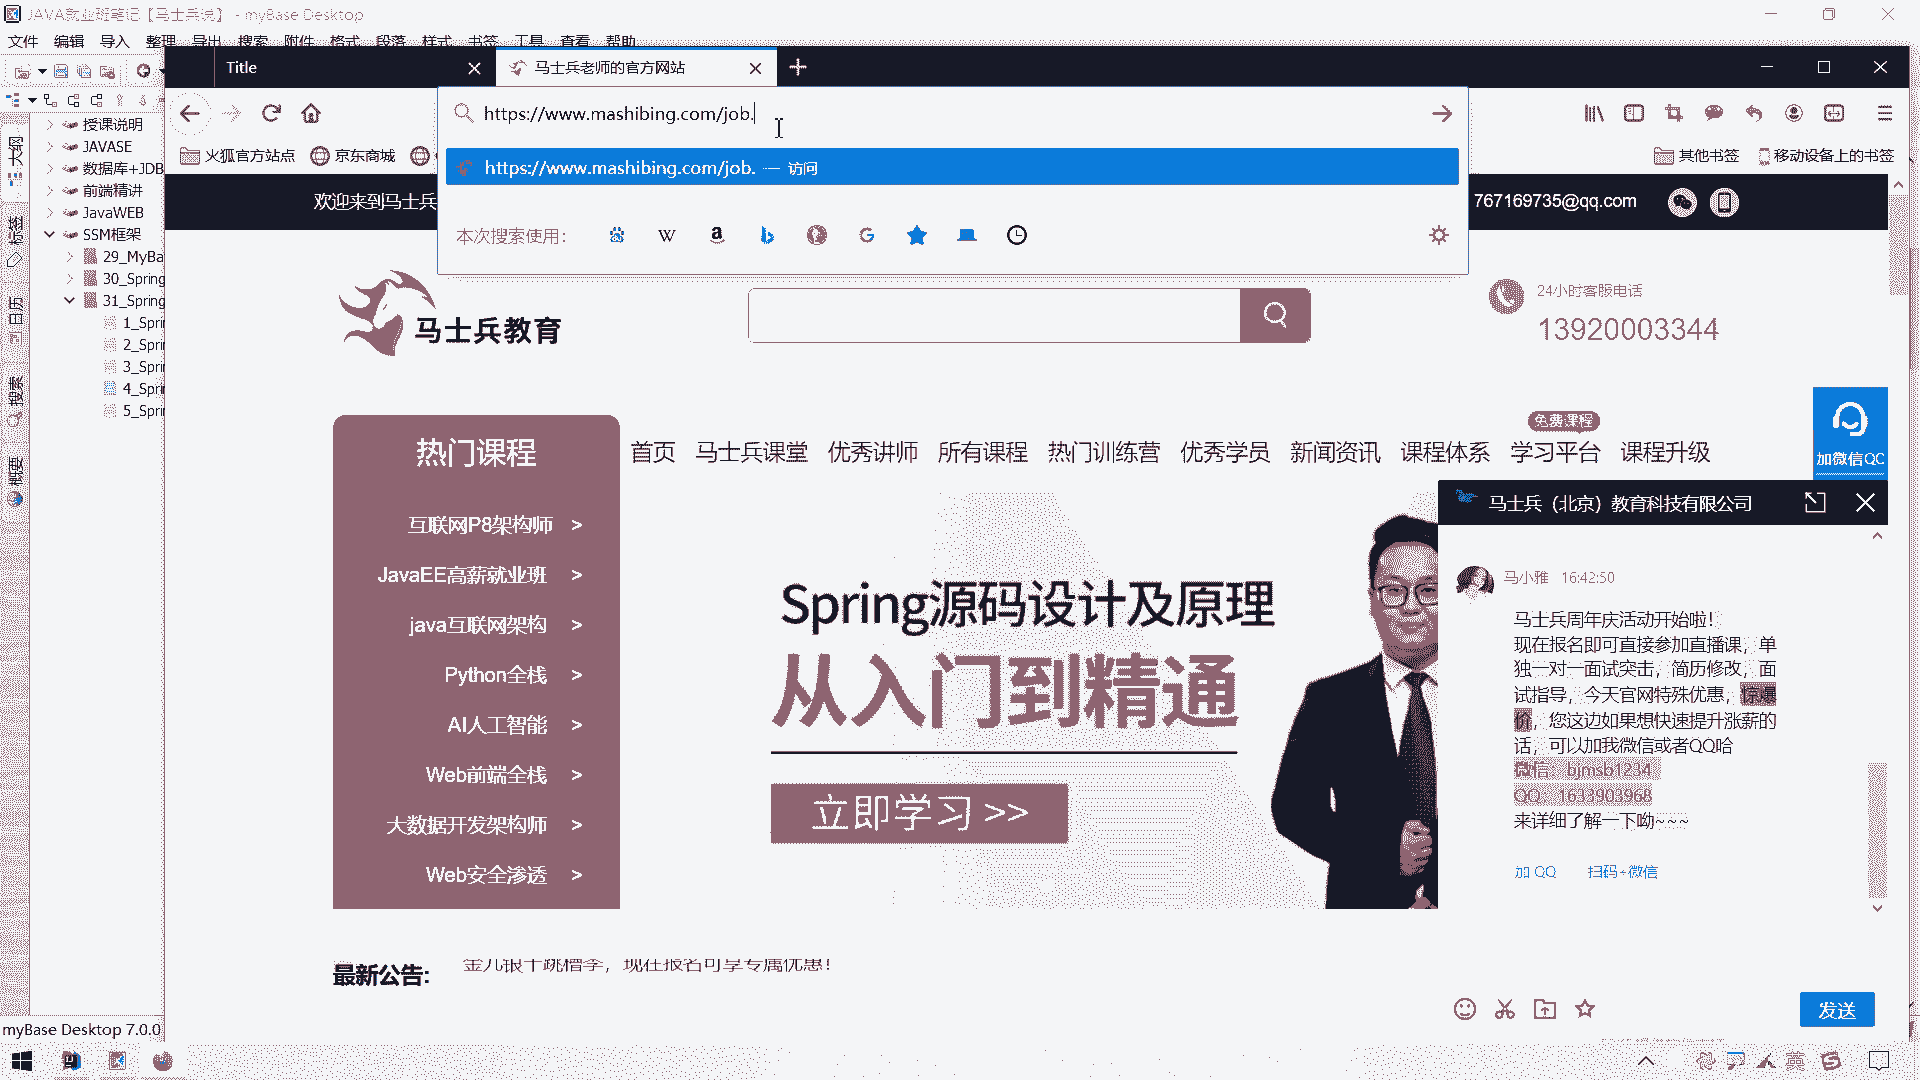 JAVA就业班笔记【马士兵说】 - myBase Desktop
文件 编辑 导入 整理 导出 搜索 附件 格式 段落 样式 书签 工具 查看 帮助
Title
马士兵老师的官方网站
https://www.mashibing.com/job.
火狐官方站点 京东商城
其他书签 移动设备上的书签
https://www.mashibing.com/job. — 访问
本次搜索使用:
欢迎来到马士兵
767169735@qq.com
大纲
标签
日历
搜索
授课说明
JAVASE
数据库+JDB
前端精讲
JavaWEB
SSM框架
29_MyBa
30_Spring
31_Spring
1_Spri
2_Spri
3_Spri
4_Spri
5_Spri
马士兵教育
24小时客服电话
13920003344
免费课程
热门课程
首页 马士兵课堂 优秀讲师 所有课程 热门训练营 优秀学员 新闻资讯 课程体系 学习平台 课程升级
加微信QC
互联网P8架构师 >
JavaEE高薪就业班 >
java互联网架构 >
Python全栈 >
AI人工智能 >
Web前端全栈 >
大数据开发架构师 >
Web安全渗透 >
Spring源码设计及原理
从入门到精通
立即学习 >>
马士兵（北京）教育科技有限公司
马小雅 16:42:50
马士兵周年庆活动开始啦！
现在报名即可直接参加直播课，单
独一对一面试突击，简历修改，面
试指导，今天官网特殊优惠，惊爆
价，您这边如果想快速提升涨薪的
话，可以加我微信或者QQ哈
微信：bjmsb1234
QQ：1633903968
来详细了解一下呦~~~
加 QQ 扫码+微信
发送
最新公告:
金九银十跳槽季，现在报名可享专属优惠！
myBase Desktop 7.0.0
英